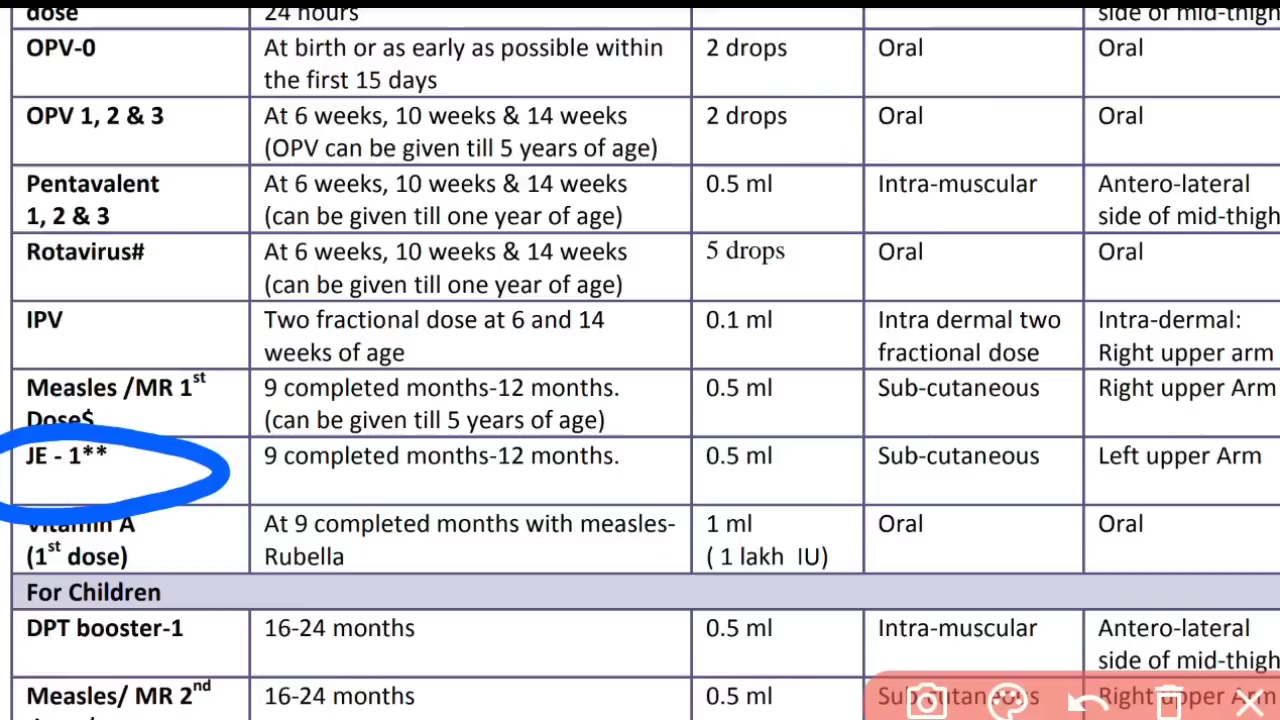 dose
24 hours
side of mid-thigh
OPV-0
At birth or as early as possible within
the first 15 days
2 drops
Oral
Oral
OPV 1, 2 & 3
At 6 weeks, 10 weeks & 14 weeks
(OPV can be given till 5 years of age)
2 drops
Oral
Oral
Pentavalent
1, 2 & 3
At 6 weeks, 10 weeks & 14 weeks
(can be given till one year of age)
0.5 ml
Intra-muscular
Antero-lateral
side of mid-thigh
Rotavirus#
At 6 weeks, 10 weeks & 14 weeks
(can be given till one year of age)
5 drops
Oral
Oral
IPV
Two fractional dose at 6 and 14
weeks of age
0.1 ml
Intra dermal two
fractional dose
Intra-dermal:
Right upper arm
Measles /MR 1st
Dose$
9 completed months-12 months.
(can be given till 5 years of age)
0.5 ml
Sub-cutaneous
Right upper Arm
JE - 1**
9 completed months-12 months.
0.5 ml
Sub-cutaneous
Left upper Arm
Vitamin A
(1st dose)
At 9 completed months with measles-
Rubella
1 ml
( 1 lakh IU)
Oral
Oral
For Children
DPT booster-1
16-24 months
0.5 ml
Intra-muscular
Antero-lateral
side of mid-thigh
Measles/ MR 2nd
16-24 months
0.5 ml
Sub-cutaneous
Right upper Arm